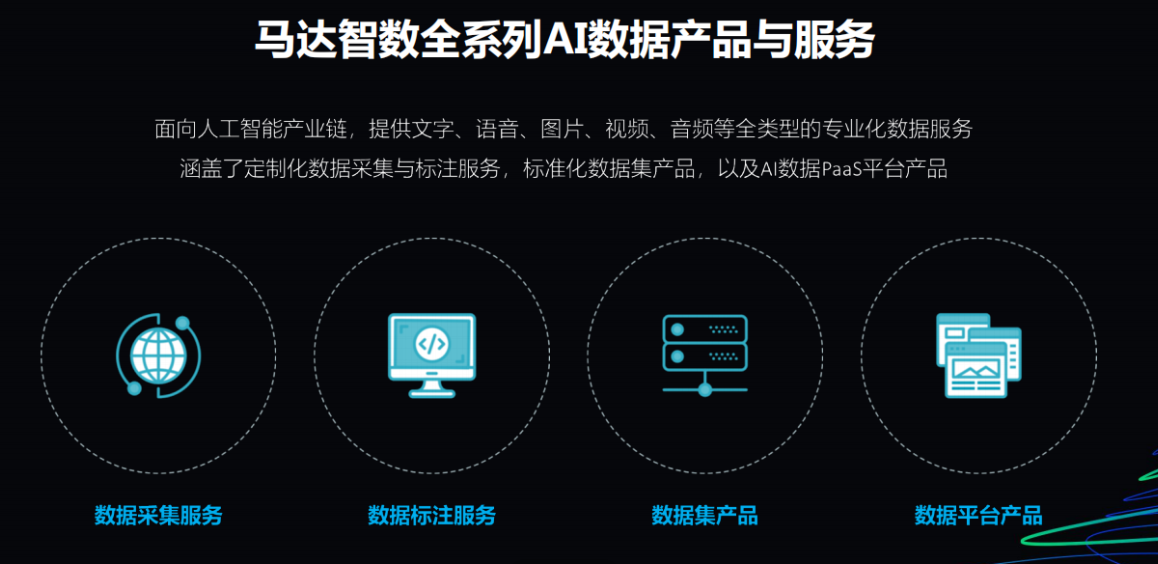 马达智数全系列AI数据产品与服务
面向人工智能产业链，提供文字、语音、图片、视频、音频等全类型的专业化数据服务
涵盖了定制化数据采集与标注服务，标准化数据集产品，以及AI数据PaaS平台产品
</>
数据采集服务
数据标注服务
数据集产品
数据平台产品